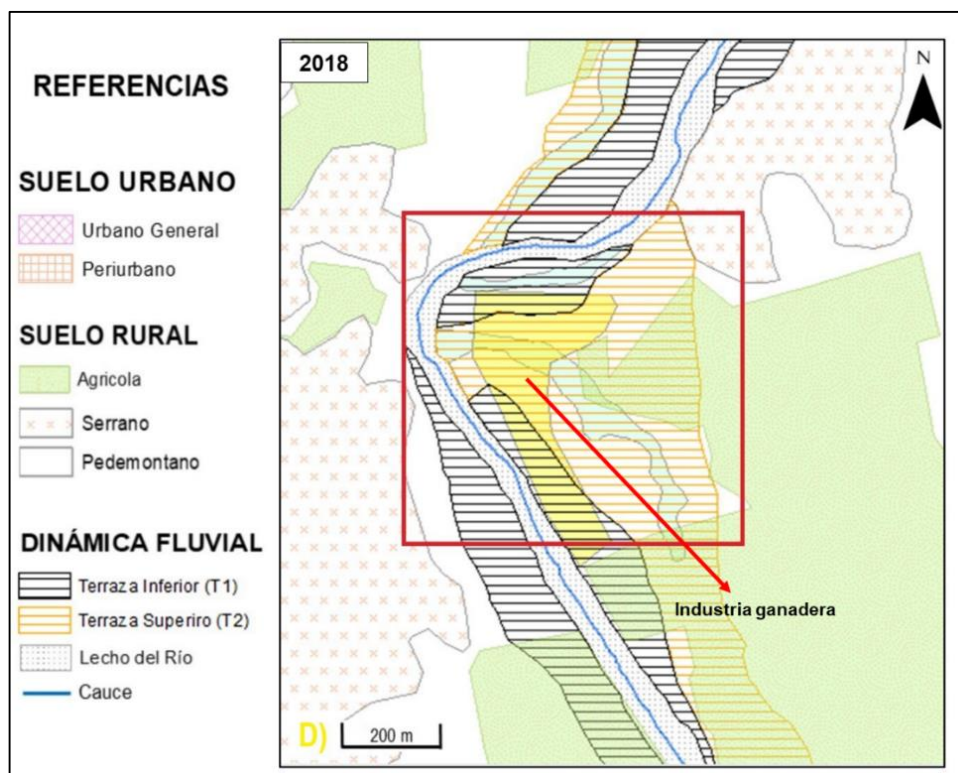 REFERENCIAS
SUELO URBANO
Urbano General
Periurbano
SUELO RURAL
Agricola
Serrano
Pedemontano
DINÁMICA FLUVIAL
Terraza Inferior (T1)
Terraza Superiro (T2)
Lecho del Río
Cauce
2018
N
Industria ganadera
D)
200 m